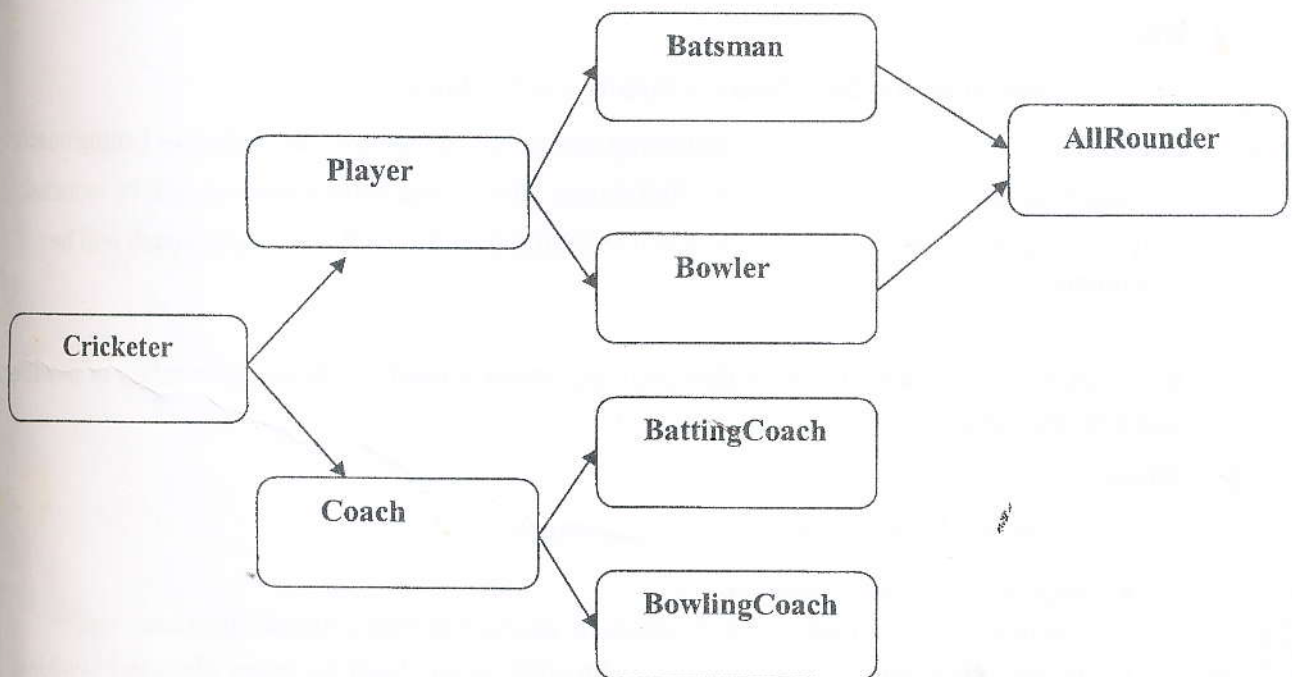 Batsman
AllRounder
Player
Bowler
Cricketer
BattingCoach
Coach
BowlingCoach